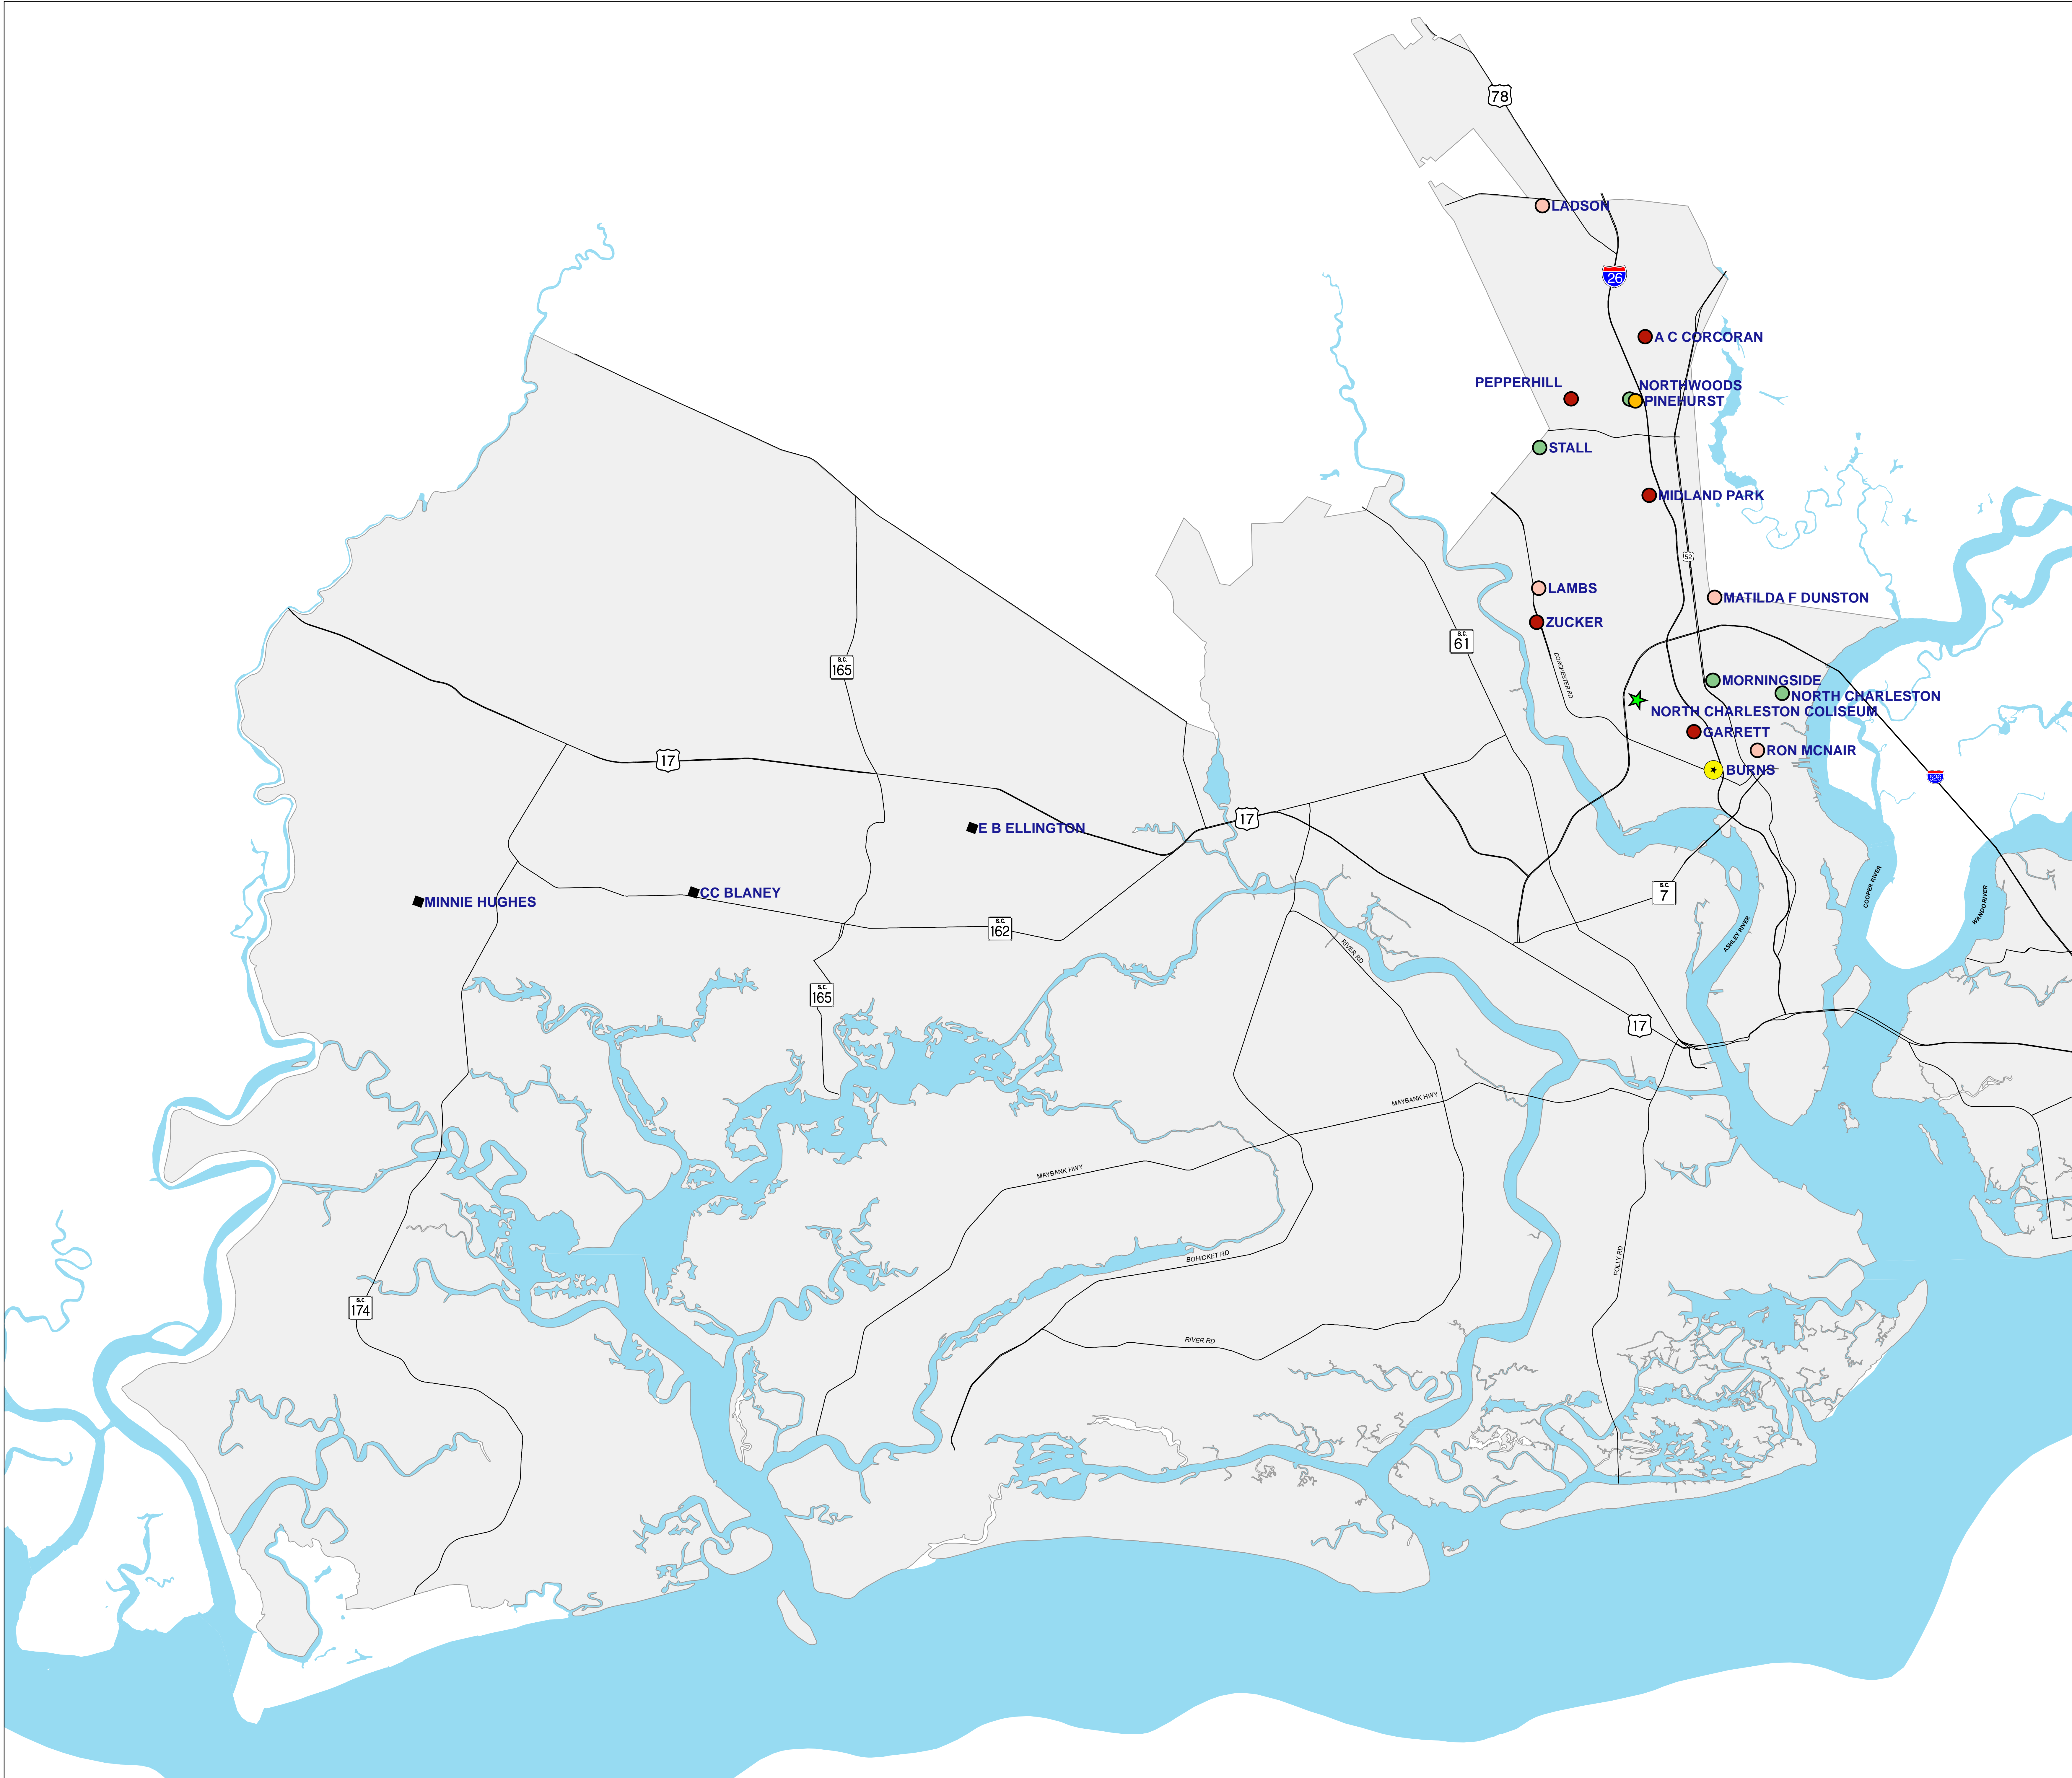 78
LADSON
26
A C CORCORAN
PEPPERHILL
NORTHWOODS
PINEHURST
STALL
MIDLAND PARK
52
LAMBS
MATILDA F DUNSTON
ZUCKER
S.C.
61
S.C.
165
DORCHESTER RD
MORNINGSIDE
NORTH CHARLESTON
NORTH CHARLESTON COLISEUM
GARRETT
RON MCNAIR
17
BURNS
526
17
E B ELLINGTON
COOPER RIVER
S.C.
7
CC BLANEY
MINNIE HUGHES
WANDO RIVER
S.C.
162
ASHLEY RIVER
RIVER RD
S.C.
165
17
MAYBANK HWY
MAYBANK HWY
BOHICKET RD
FOLLY RD
S.C.
174
RIVER RD